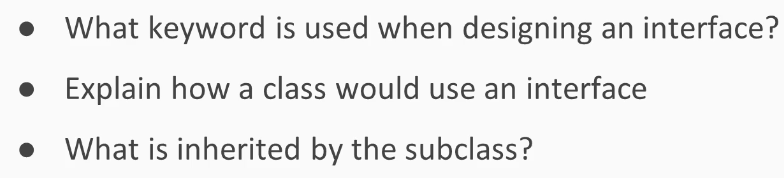 ● What keyword is used when designing an interface?
● Explain how a class would use an interface
● What is inherited by the subclass?